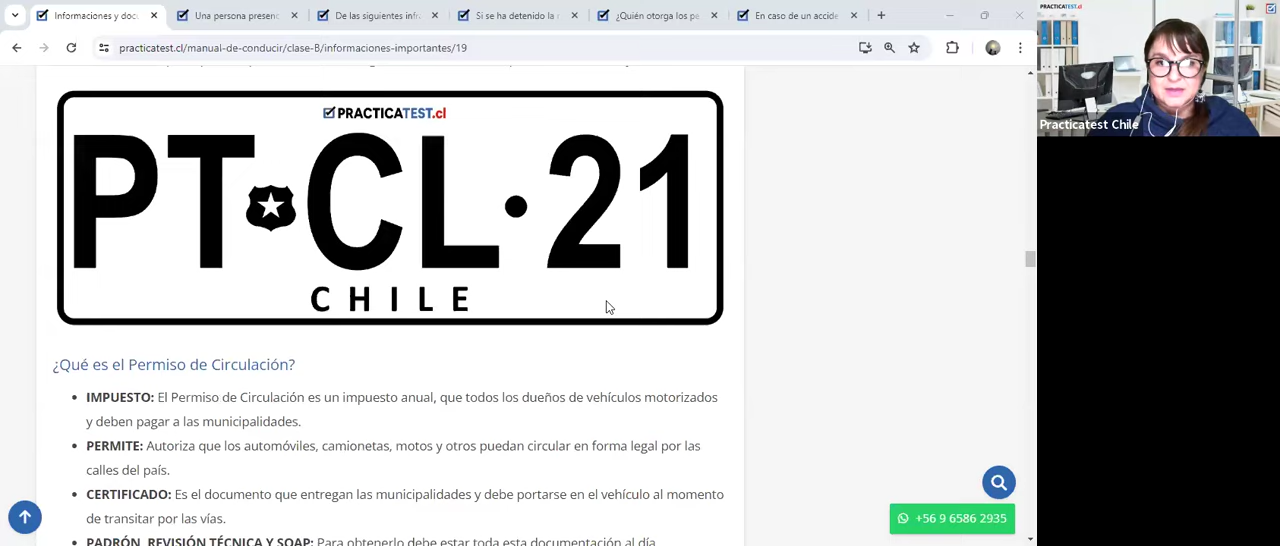 Informaciones y doc
Una persona presenc
De las siguientes infra
Si se ha detenido la m
¿Quién otorga los pe
En caso de un accide
practicatest.cl/manual-de-conducir/clase-B/informaciones-importantes/19
PRACTICATEST.cl
PT CL·21
CHILE
¿Qué es el Permiso de Circulación?
• IMPUESTO: El Permiso de Circulación es un impuesto anual, que todos los dueños de vehículos motorizados
y deben pagar a las municipalidades.
• PERMITE: Autoriza que los automóviles, camionetas, motos y otros puedan circular en forma legal por las
calles del país.
• CERTIFICADO: Es el documento que entregan las municipalidades y debe portarse en el vehículo al momento
de transitar por las vías.
• PADRÓN, REVISIÓN TÉCNICA Y SOAP: Para obtenerlo debe estar toda esta documentación al día
+56 9 6586 2935
PRACTICATEST.cl
Practicatest Chile